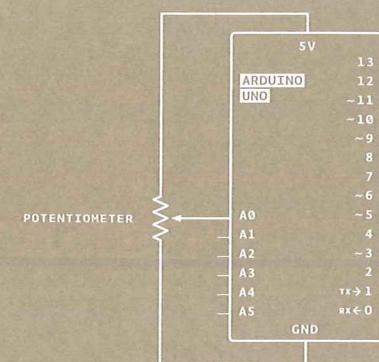 5V
13
ARDUINO
12
UNO
~11
~10
~9
8
7
~6
POTENTIOMETER
A0
~5
A1
4
A2
~3
A3
2
A4
TX→1
A5
RX←0
GND